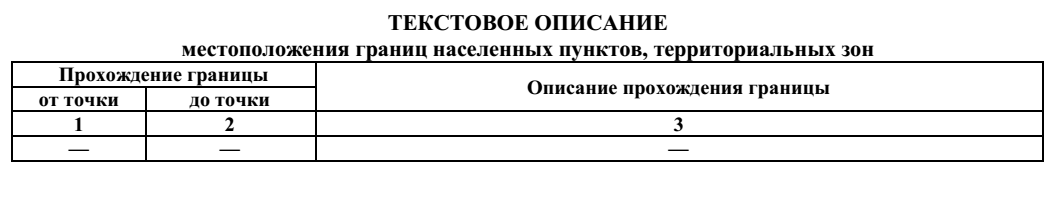 ТЕКСТОВОЕ ОПИСАНИЕ
местоположения границ населенных пунктов, территориальных зон
Прохождение границы
Описание прохождения границы
от точки до точки
1 2 3
— — —